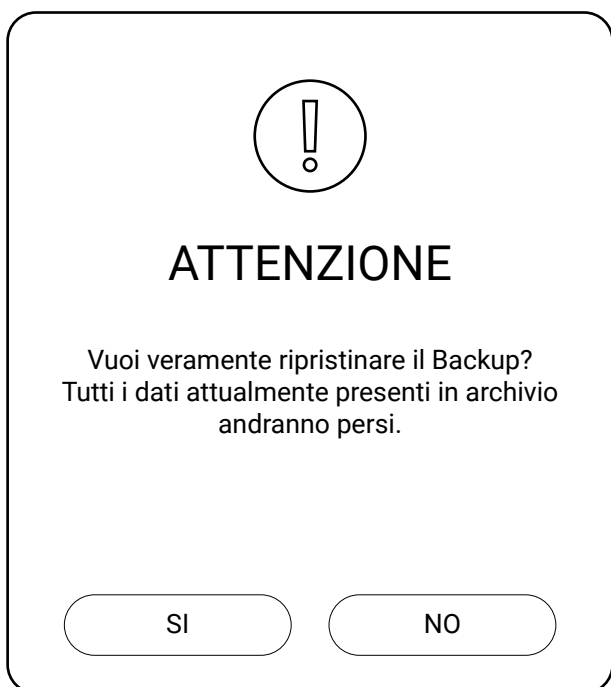 ATTENZIONE
Vuoi veramente ripristinare il Backup?
Tutti i dati attualmente presenti in archivio
andranno persi.
SI
NO